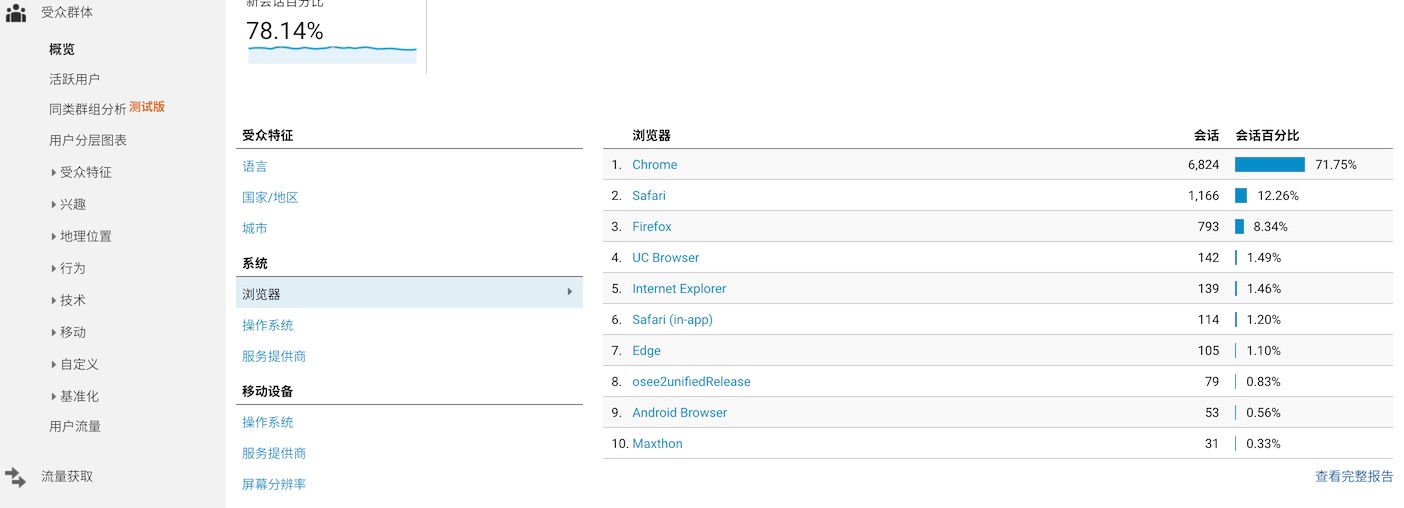 受众群体
概览
活跃用户
同类群组分析 测试版
用户分层图表
受众特征
兴趣
地理位置
行为
技术
移动
自定义
基准化
用户流量
流量获取
新会话百分比
78.14%
受众特征
语言
国家/地区
城市
系统
浏览器
操作系统
服务提供商
移动设备
操作系统
服务提供商
屏幕分辨率
浏览器 会话 会话百分比
1. Chrome 6,824 71.75%
2. Safari 1,166 12.26%
3. Firefox 793 8.34%
4. UC Browser 142 1.49%
5. Internet Explorer 139 1.46%
6. Safari (in-app) 114 1.20%
7. Edge 105 1.10%
8. osee2unifiedRelease 79 0.83%
9. Android Browser 53 0.56%
10. Maxthon 31 0.33%
查看完整报告